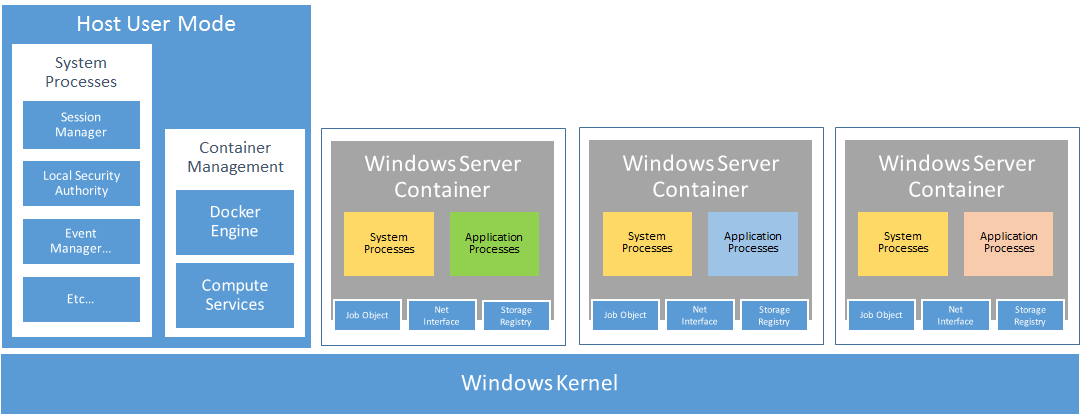 Host User Mode
System
Processes
Session
Manager
Local Security
Authority
Event
Manager...
Etc...
Container
Management
Docker
Engine
Compute
Services
Windows Server
Container
System
Processes
Application
Processes
Job Object
Net
Interface
Storage
Registry
Windows Server
Container
System
Processes
Application
Processes
Job Object
Net
Interface
Storage
Registry
Windows Server
Container
System
Processes
Application
Processes
Job Object
Net
Interface
Storage
Registry
Windows Kernel